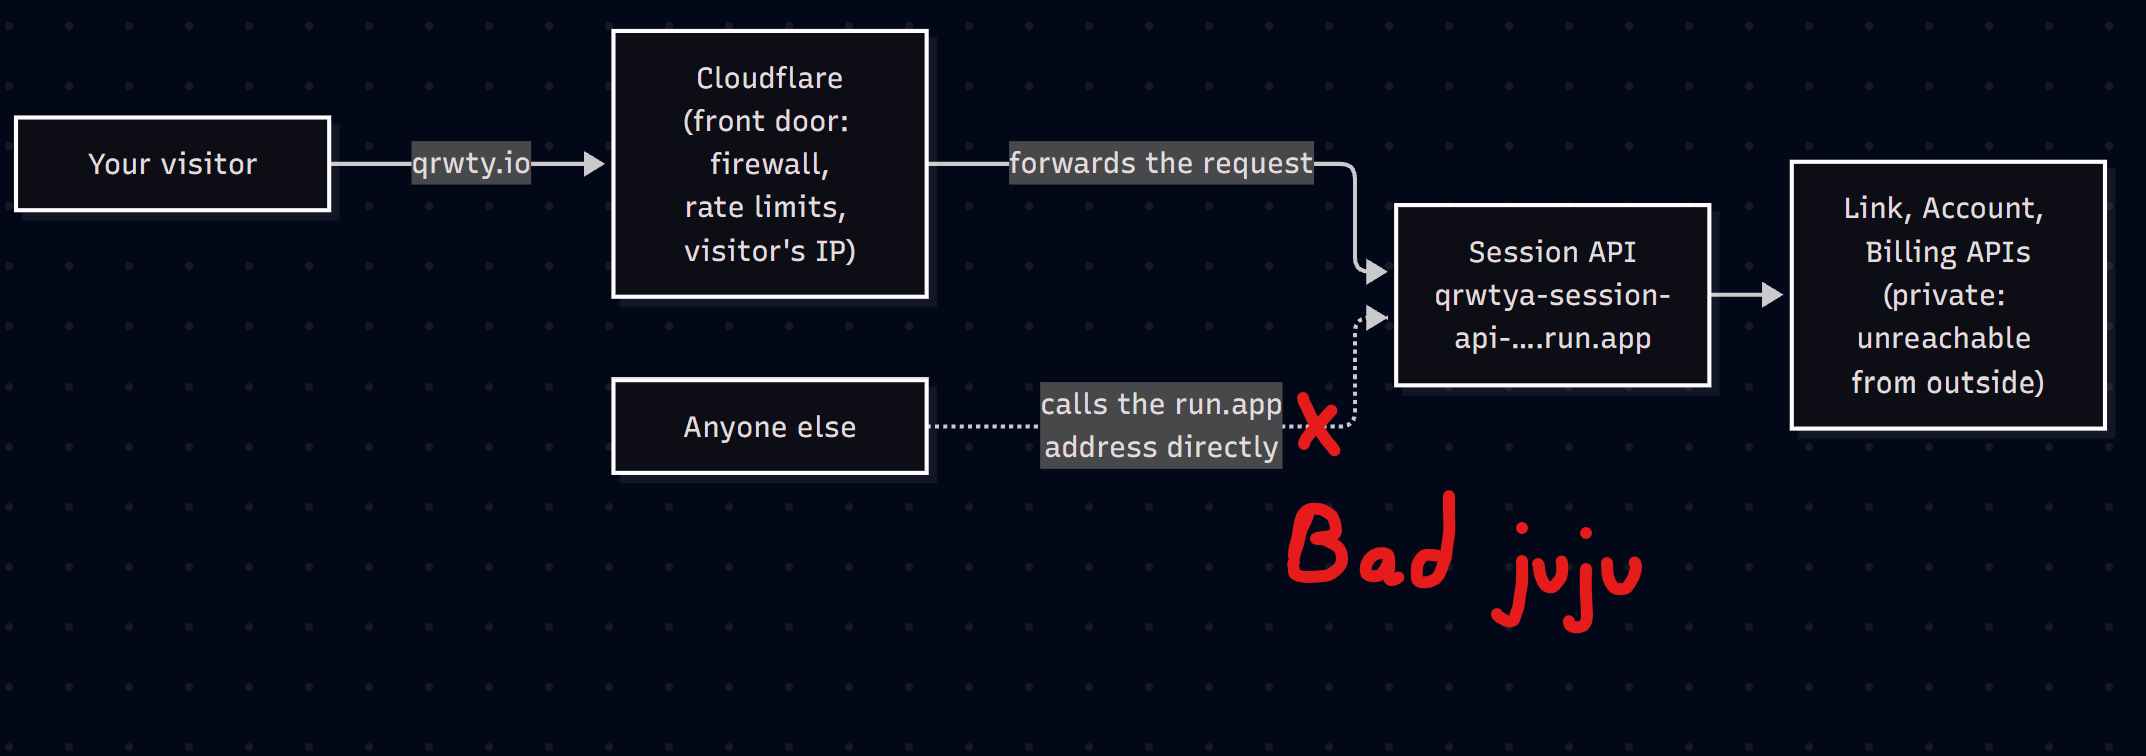 Your visitor
qrwty.io
Cloudflare
(front door:
firewall,
rate limits,
visitor's IP)
forwards the request
Session API
qrwtya-session-
api-....run.app
Link, Account,
Billing APIs
(private:
unreachable
from outside)
Anyone else
calls the run.app
address directly
X
Bad juju